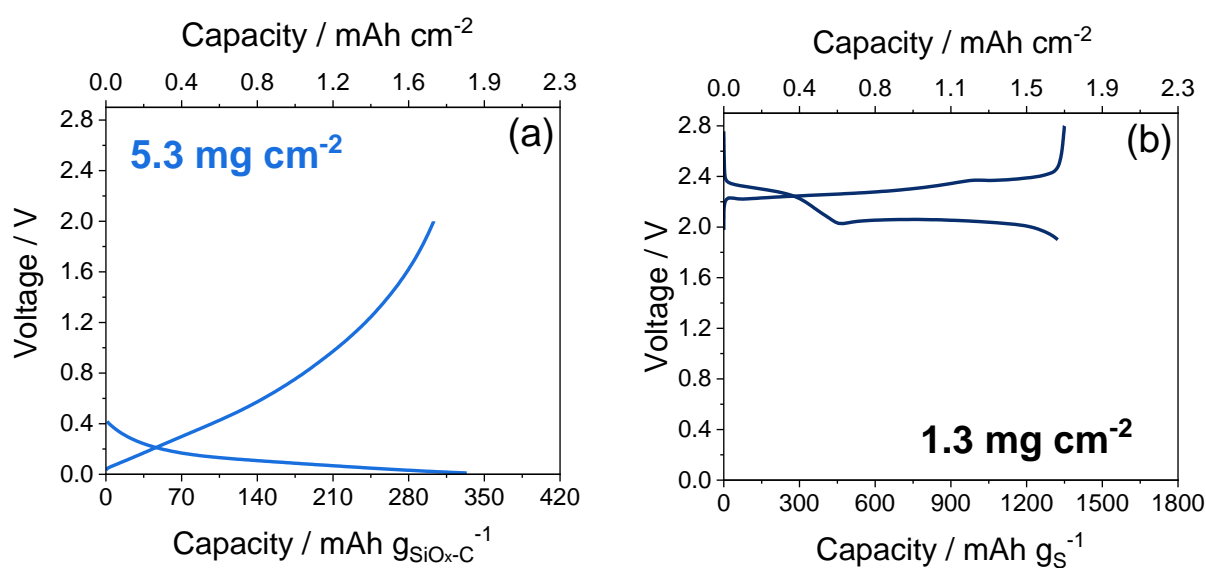 Capacity / mAh cm⁻²
0.0 0.4 0.8 1.2 1.6 1.9 2.3
(a)
5.3 mg cm⁻²
Voltage / V
2.8
2.4
2.0
1.6
1.2
0.8
0.4
0.0
0 70 140 210 280 350 420
Capacity / mAh g_SiOx-C⁻¹
Capacity / mAh cm⁻²
0.0 0.4 0.8 1.2 1.5 1.9 2.3
(b)
Voltage / V
2.8
2.4
2.0
1.6
1.2
0.8
0.4
0.0
1.3 mg cm⁻²
0 300 600 900 1200 1500 1800
Capacity / mAh g_S⁻¹